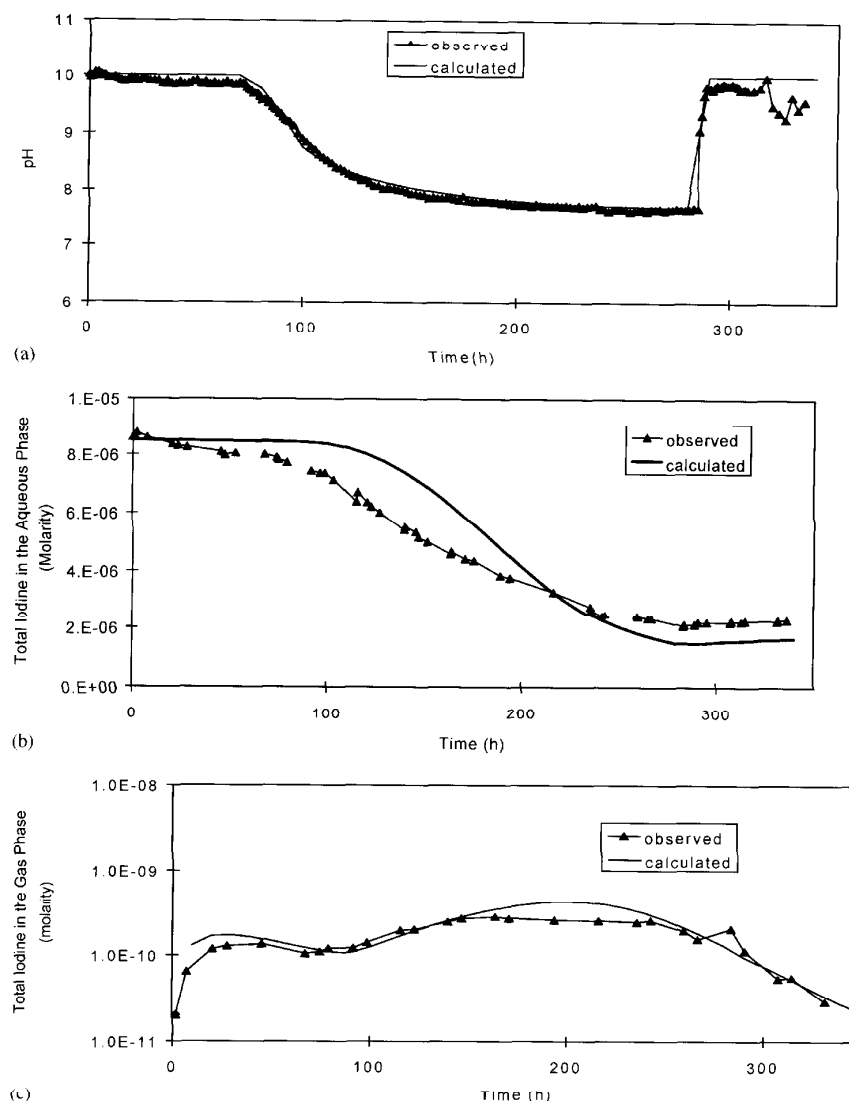 11
10
9
8
7
6
pH
observed
calculated
0
100
200
300
Time(h)
(a)
1.E-05
8.E-06
6.E-06
4.E-06
2.E-06
0.E+00
Total Iodine in the Aqueous Phase
(Molarity)
observed
calculated
0
100
200
300
Time (h)
(b)
1.0E-08
1.0E-09
1.0E-10
1.0E-11
Total Iodine in the Gas Phase
(molality)
observed
calculated
0
100
200
300
Time (h)
(c)